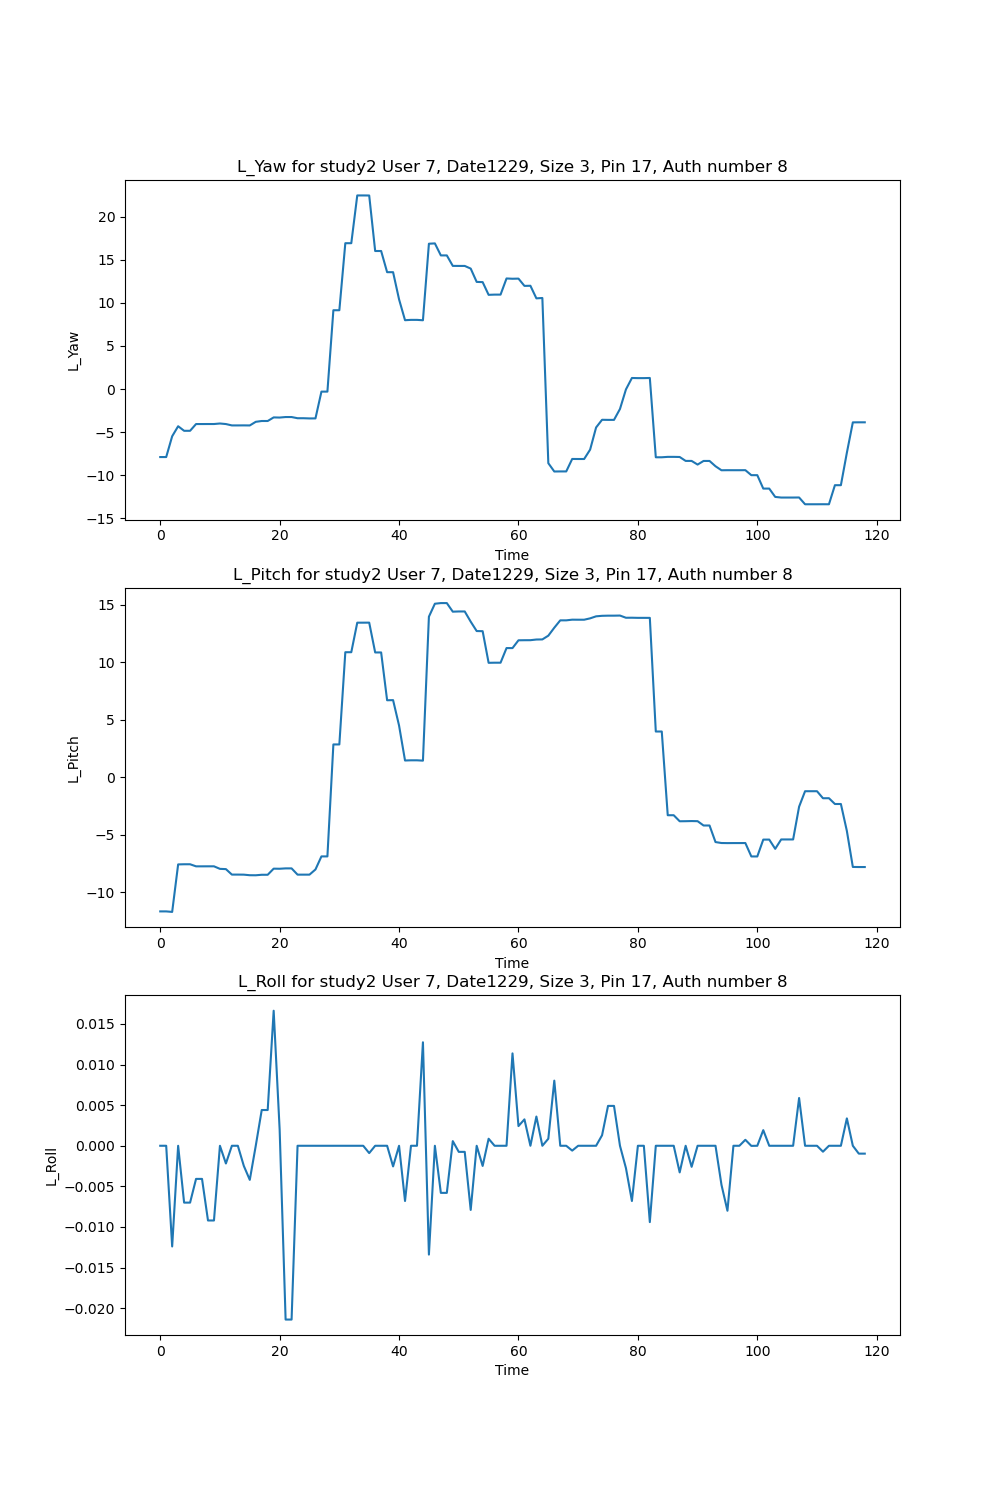 L_Yaw for study2 User 7, Date1229, Size 3, Pin 17, Auth number 8
20
15
10
5
0
−5
−10
−15
L_Yaw
0 20 40 60 80 100 120
Time
L_Pitch for study2 User 7, Date1229, Size 3, Pin 17, Auth number 8
15
10
5
0
−5
−10
L_Pitch
0 20 40 60 80 100 120
Time
L_Roll for study2 User 7, Date1229, Size 3, Pin 17, Auth number 8
0.015
0.010
0.005
0.000
−0.005
−0.010
−0.015
−0.020
L_Roll
0 20 40 60 80 100 120
Time